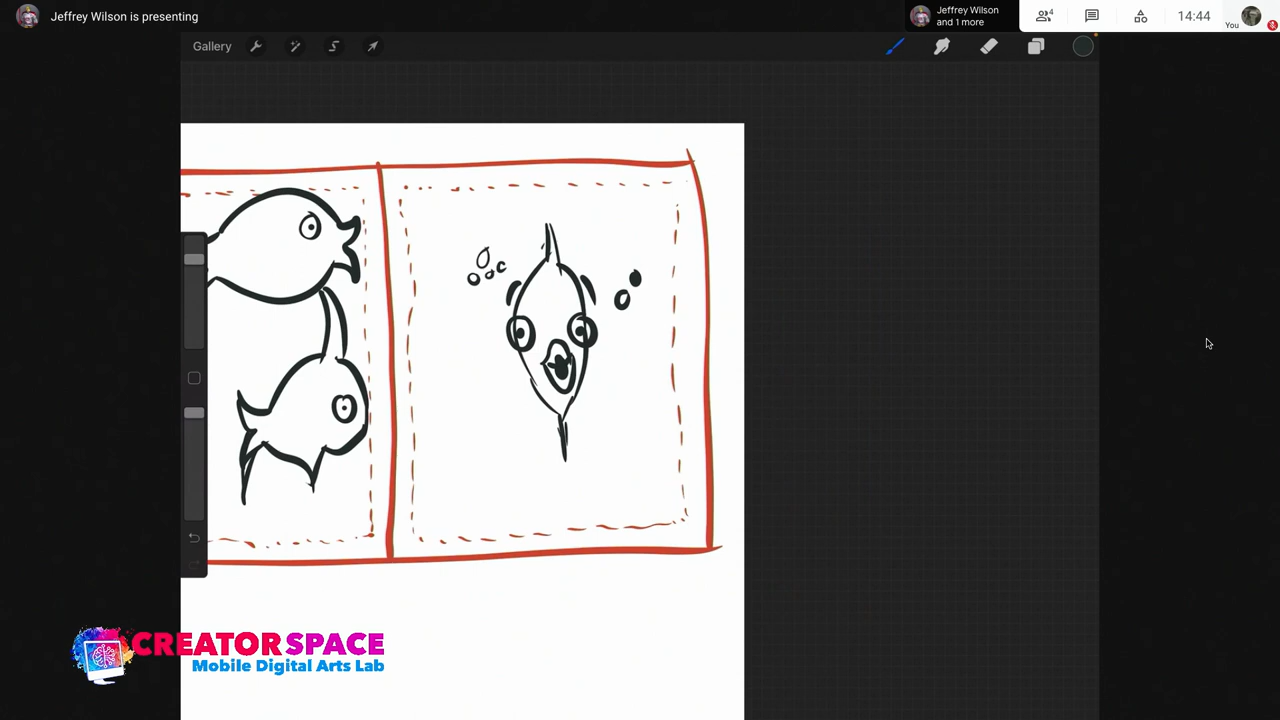 Jeffrey Wilson is presenting
Jeffrey Wilson
and 1 more
4
14:44
You
Gallery
CREATOR SPACE
Mobile Digital Arts Lab